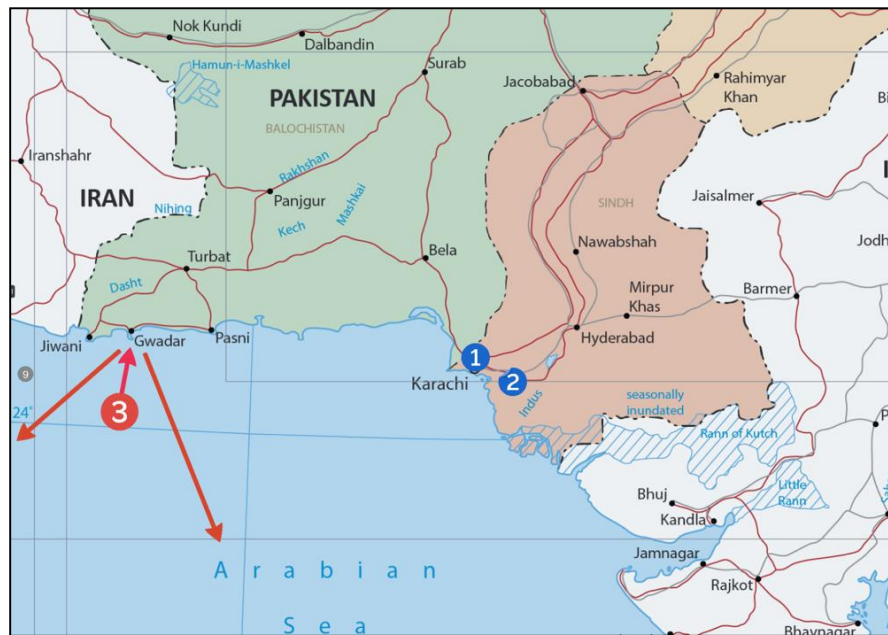 Nok Kundi
Dalbandin
Surab
Hamun-i-Mashkel
Jacobabad
Rahimyar
Khan
PAKISTAN
BALOCHISTAN
Iranshahr
Rakhshan
IRAN
Panjgur
Mashkai
Nihing
Kech
SINDH
Jaisalmer
Nawabshah
Jodh
Turbat
Bela
Dasht
Mirpur
Khas
Barmer
Hyderabad
Jiwani
Gwadar
Pasni
1
Karachi
2
9
3
24°
Indus
seasonally
inundated
Rann of Kutch
Bhuj
Little
Rann
Kandla
Jamnagar
Rajkot
Arabian
Sea
Bhavnagar